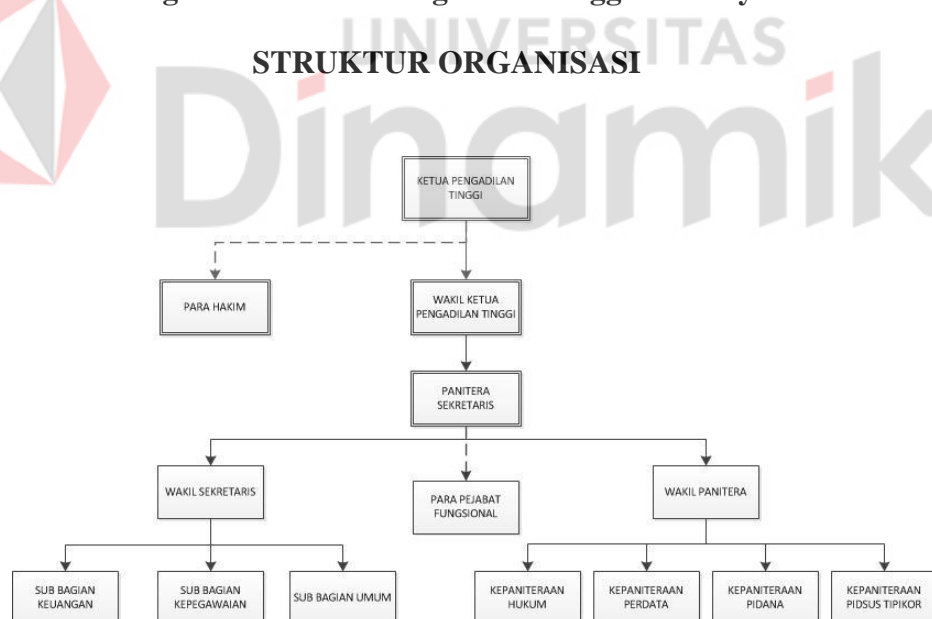 UNIVERSITAS
Dinamik
STRUKTUR ORGANISASI
KETUA PENGADILAN
TINGGI
PARA HAKIM
WAKIL KETUA
PENGADILAN TINGGI
PANITERA
SEKRETARIS
WAKIL SEKRETARIS
PARA PEJABAT
FUNGSIONAL
WAKIL PANITERA
SUB BAGIAN
KEUANGAN
SUB BAGIAN
KEPEGAWAIAN
SUB BAGIAN UMUM
KEPANITERAAN
HUKUM
KEPANITERAAN
PERDATA
KEPANITERAAN
PIDANA
KEPANITERAAN
PIDSUS TIPIKOR